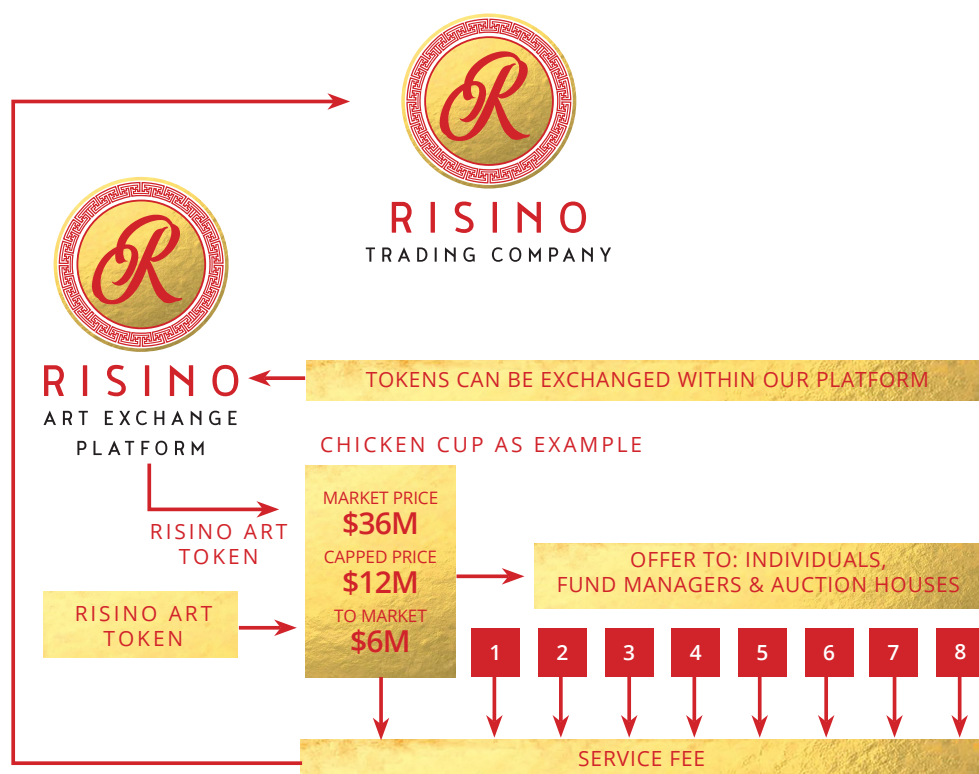 R
RISINO
TRADING COMPANY
R
RISINO
ART EXCHANGE
PLATFORM
TOKENS CAN BE EXCHANGED WITHIN OUR PLATFORM
CHICKEN CUP AS EXAMPLE
RISINO ART
TOKEN
MARKET PRICE
$36M
CAPPED PRICE
$12M
TO MARKET
$6M
OFFER TO: INDIVIDUALS,
FUND MANAGERS & AUCTION HOUSES
RISINO ART
TOKEN
1 2 3 4 5 6 7 8
SERVICE FEE